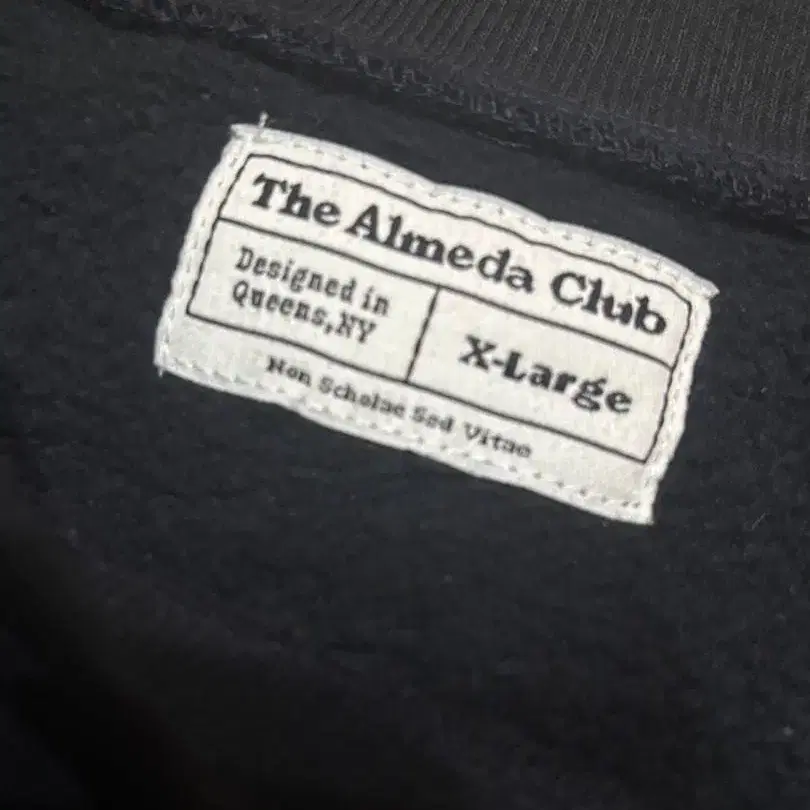 The Almeda Club
Designed in
Queens,NY
X-Large
Non Scholae Sed Vitae